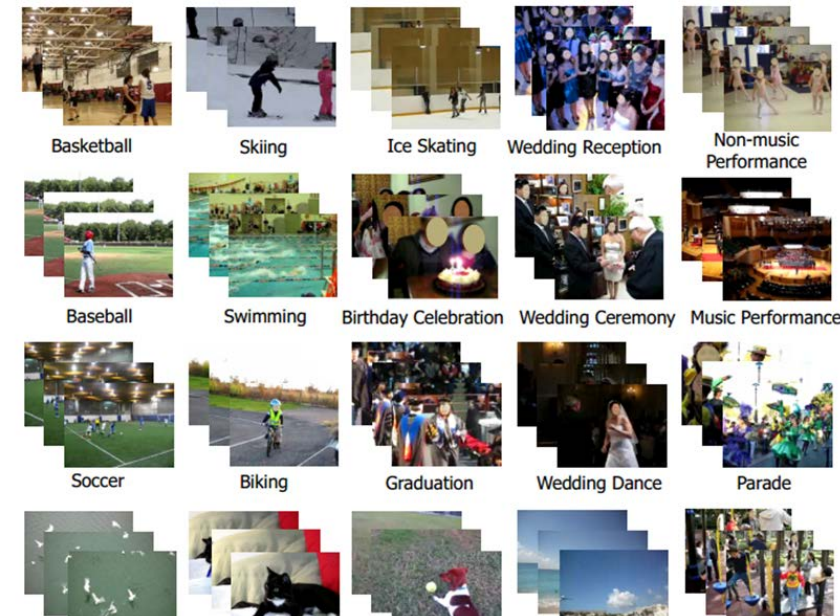 Basketball
Skiing
Ice Skating
Wedding Reception
Non-music
Performance
Baseball
Swimming
Birthday Celebration
Wedding Ceremony
Music Performance
Soccer
Biking
Graduation
Wedding Dance
Parade